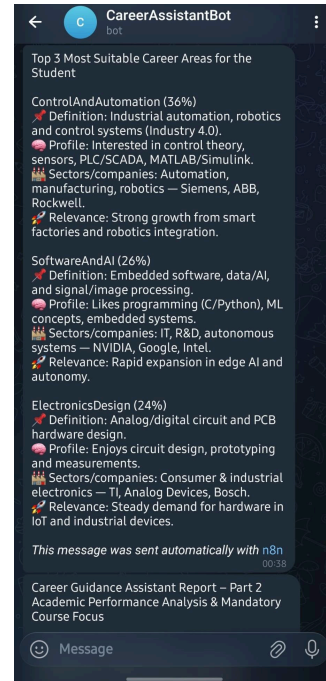 CareerAssistantBot
bot
Top 3 Most Suitable Career Areas for the
Student
ControlAndAutomation (36%)
📌 Definition: Industrial automation, robotics
and control systems (Industry 4.0).
🧠 Profile: Interested in control theory,
sensors, PLC/SCADA, MATLAB/Simulink.
🏭 Sectors/companies: Automation,
manufacturing, robotics — Siemens, ABB,
Rockwell.
🚀 Relevance: Strong growth from smart
factories and robotics integration.
SoftwareAndAI (26%)
📌 Definition: Embedded software, data/AI,
and signal/image processing.
🧠 Profile: Likes programming (C/Python), ML
concepts, embedded systems.
🏭 Sectors/companies: IT, R&D, autonomous
systems — NVIDIA, Google, Intel.
🚀 Relevance: Rapid expansion in edge AI and
autonomy.
ElectronicsDesign (24%)
📌 Definition: Analog/digital circuit and PCB
hardware design.
🧠 Profile: Enjoys circuit design, prototyping
and measurements.
🏭 Sectors/companies: Consumer & industrial
electronics — TI, Analog Devices, Bosch.
🚀 Relevance: Steady demand for hardware in
IoT and industrial devices.
This message was sent automatically with n8n
00:38
Career Guidance Assistant Report – Part 2
Academic Performance Analysis & Mandatory
Course Focus
Message